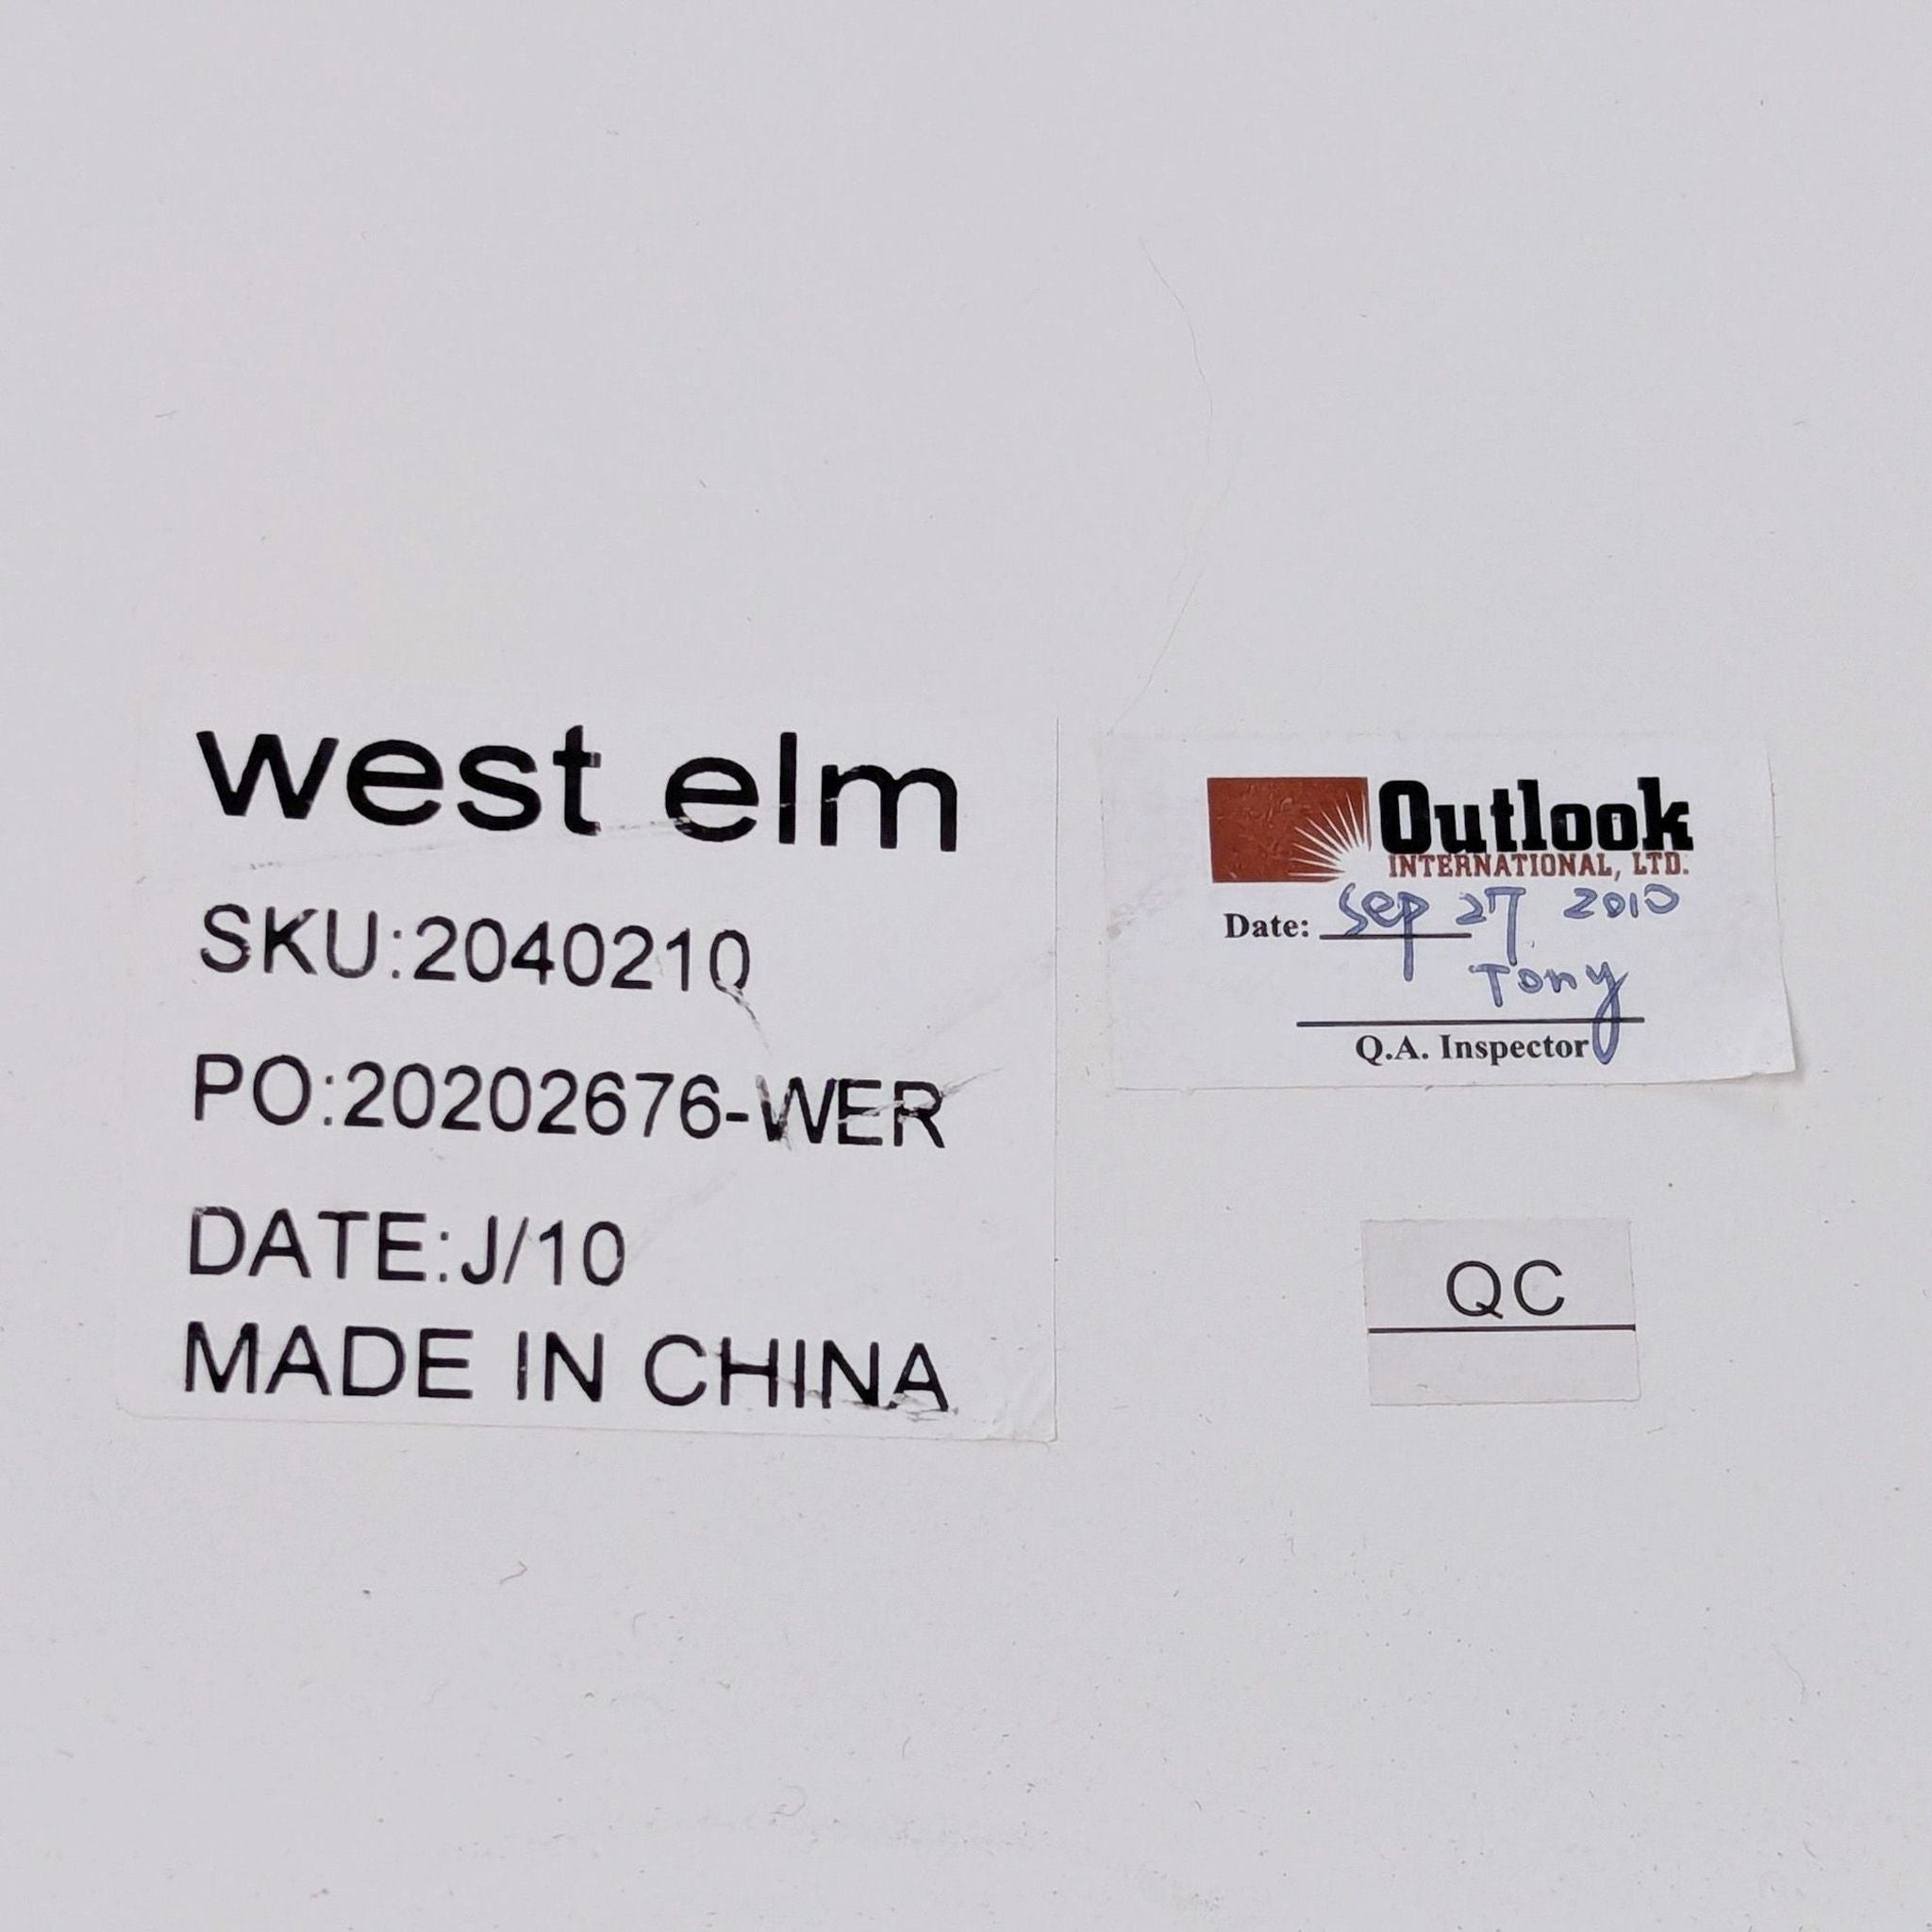 west elm
SKU:2040210
PO:20202676-WER
DATE:J/10
MADE IN CHINA
Outlook
INTERNATIONAL, LTD.
Date: Sep 27 2010
Tony
Q.A. Inspector
QC